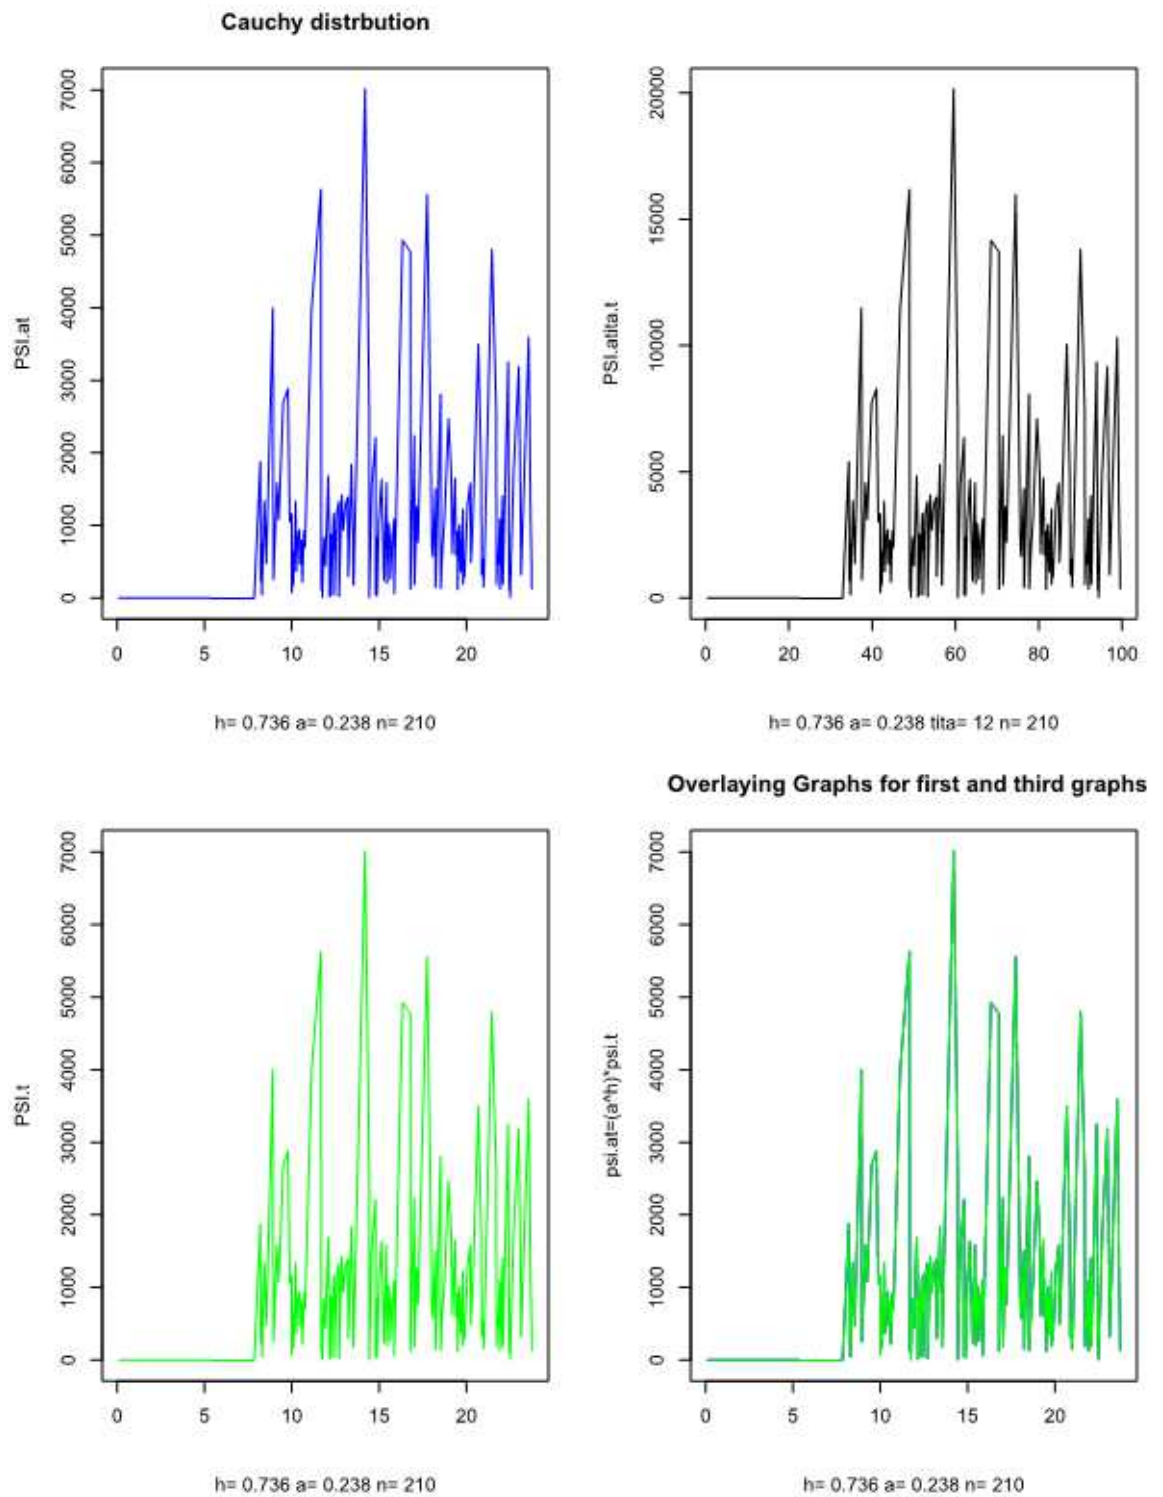 Cauchy distrbution
PSI.at
7000
6000
5000
4000
3000
2000
1000
0
0 5 10 15 20
h= 0.736 a= 0.238 n= 210
PSI.atita.t
20000
15000
10000
5000
0
0 20 40 60 80 100
h= 0.736 a= 0.238 tita= 12 n= 210
PSI.t
7000
6000
5000
4000
3000
2000
1000
0
0 5 10 15 20
h= 0.736 a= 0.238 n= 210
Overlaying Graphs for first and third graphs
psi.at=(a^h)*psi.t
7000
6000
5000
4000
3000
2000
1000
0
0 5 10 15 20
h= 0.736 a= 0.238 n= 210